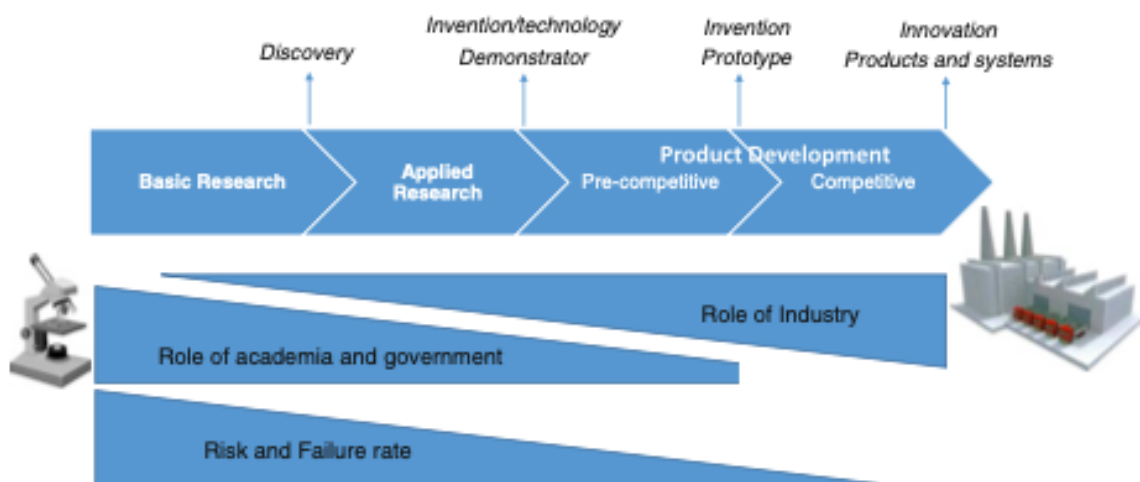 Discovery
Invention/technology
Demonstrator
Invention
Prototype
Innovation
Products and systems
Basic Research
Applied
Research
Product Development
Pre-competitive
Competitive
Role of Industry
Role of academia and government
Risk and Failure rate